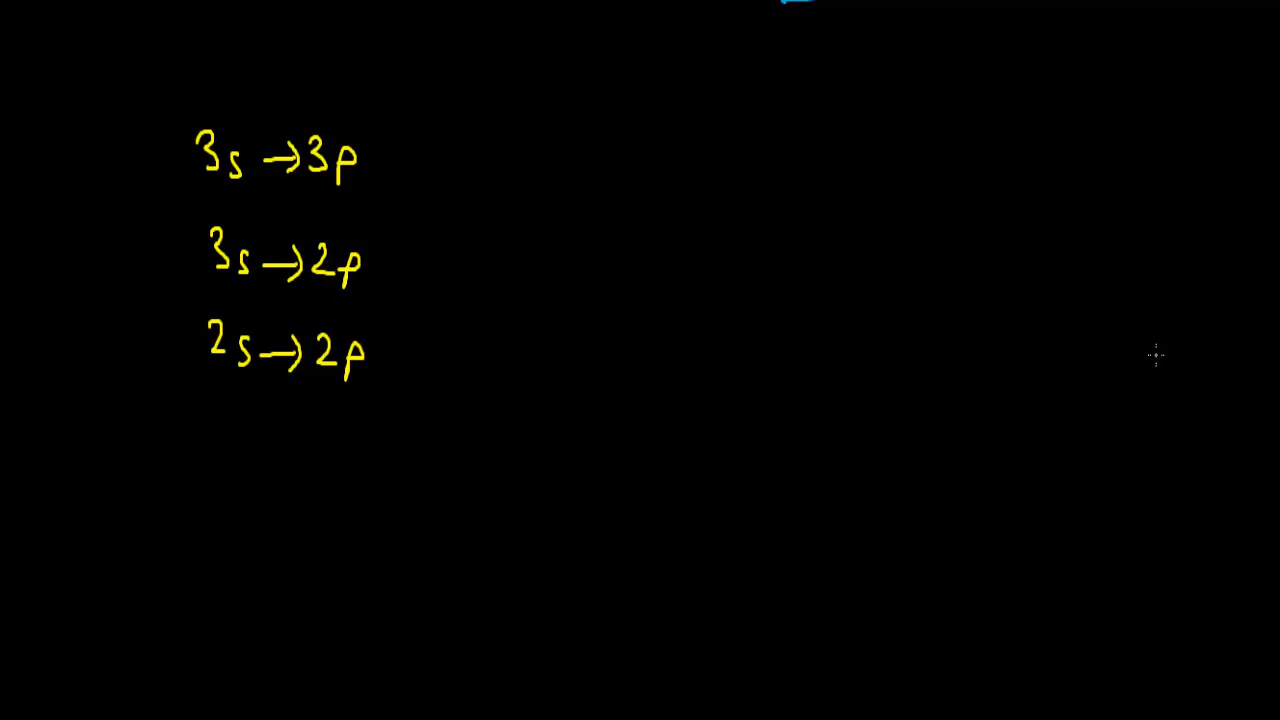 3s → 3p
3s → 2p
2s → 2p